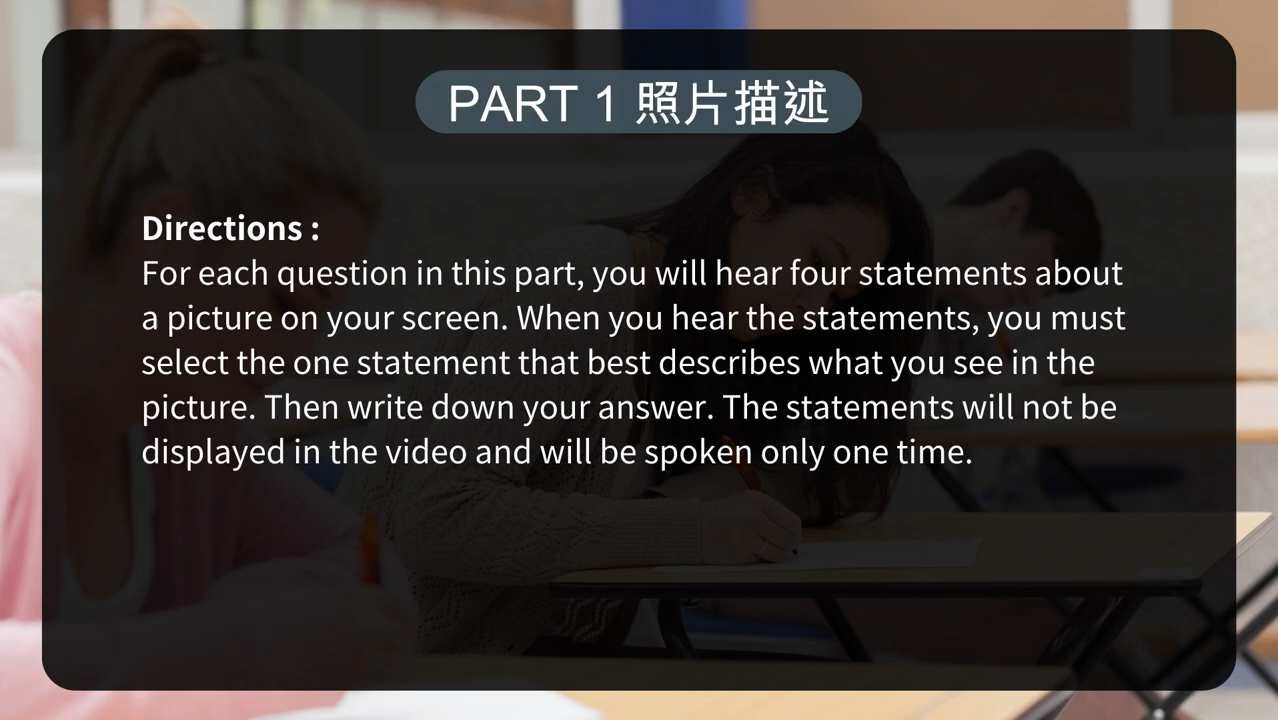 PART 1 照片描述
Directions :
For each question in this part, you will hear four statements about
a picture on your screen. When you hear the statements, you must
select the one statement that best describes what you see in the
picture. Then write down your answer. The statements will not be
displayed in the video and will be spoken only one time.